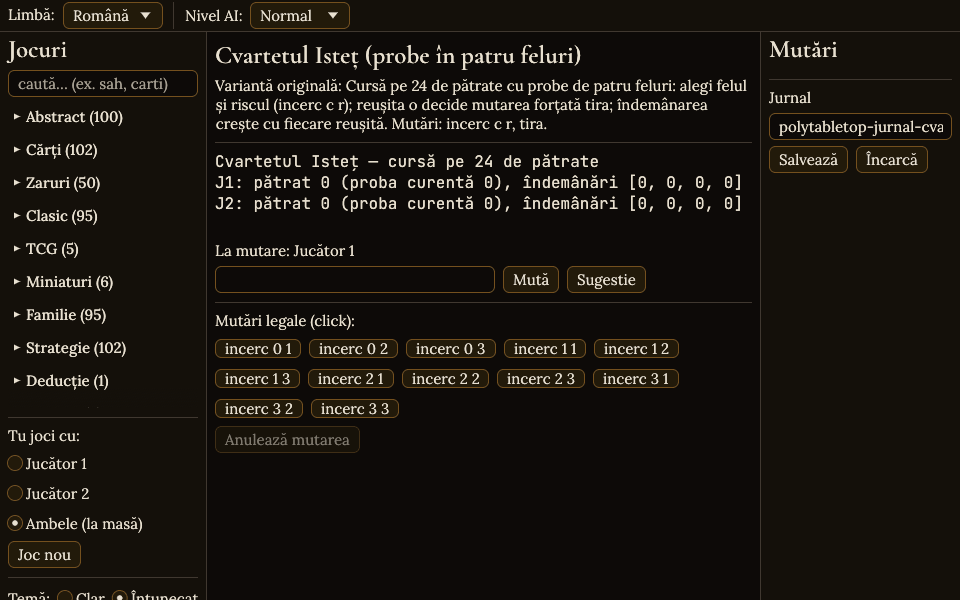 Limbă: Română Nivel AI: Normal
Jocuri
caută... (ex. sah, carti)
Abstract (100)
Cărți (102)
Zaruri (50)
Clasic (95)
TCG (5)
Miniaturi (6)
Familie (95)
Strategie (102)
Deducție (1)
Tu joci cu:
Jucător 1
Jucător 2
Ambele (la masă)
Joc nou
Temă: Clar Întunecat
Cvartetul Isteț (probe în patru feluri)
Variantă originală: Cursă pe 24 de pătrate cu probe de patru feluri: alegi felul
și riscul (incerc c r); reușita o decide mutarea forțată tira; îndemânarea
crește cu fiecare reușită. Mutări: incerc c r, tira.
Cvartetul Isteț — cursă pe 24 de pătrate
J1: pătrat 0 (proba curentă 0), îndemânări [0, 0, 0, 0]
J2: pătrat 0 (proba curentă 0), îndemânări [0, 0, 0, 0]
La mutare: Jucător 1
Mută Sugestie
Mutări legale (click):
incerc 0 1 incerc 0 2 incerc 0 3 incerc 1 1 incerc 1 2
incerc 1 3 incerc 2 1 incerc 2 2 incerc 2 3 incerc 3 1
incerc 3 2 incerc 3 3
Anulează mutarea
Mutări
Jurnal
polytabletop-jurnal-cva
Salvează Încarcă